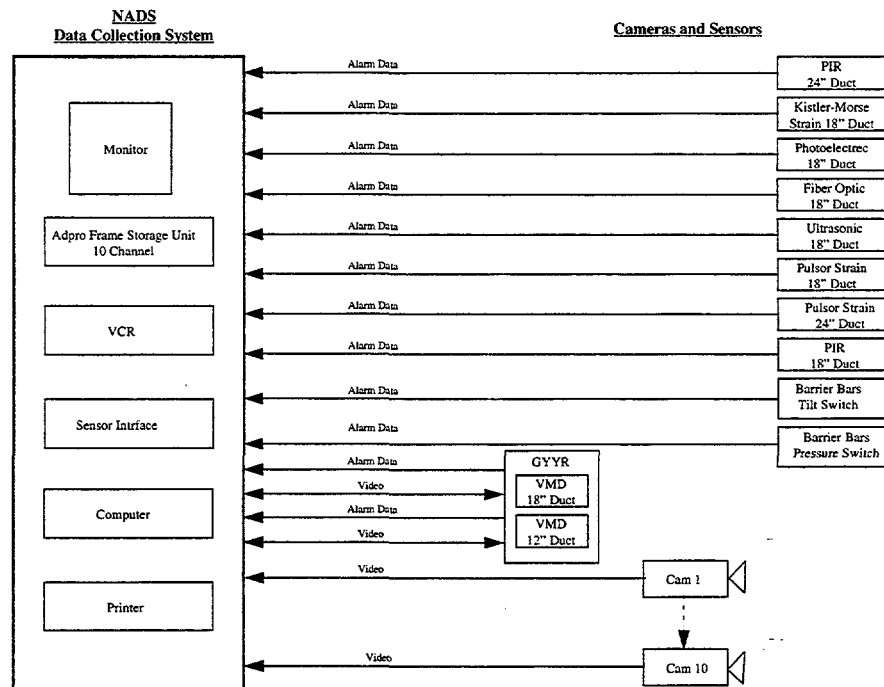 NADS
Data Collection System
Cameras and Sensors
Alarm Data
PIR
24" Duct
Alarm Data
Kistler-Morse
Strain 18" Duct
Monitor
Alarm Data
Photoelectrec
18" Duct
Alarm Data
Fiber Optic
18" Duct
Adpro Frame Storage Unit
10 Channel
Alarm Data
Ultrasonic
18" Duct
Alarm Data
Pulsor Strain
18" Duct
VCR
Alarm Data
Pulsor Strain
24" Duct
Alarm Data
PIR
18" Duct
Alarm Data
Barrier Bars
Tilt Switch
Sensor Intrface
Alarm Data
Barrier Bars
Pressure Switch
Alarm Data
GYYR
Video
VMD
18" Duct
Computer
Alarm Data
Video
VMD
12" Duct
Video
Cam 1
Printer
Video
Cam 10